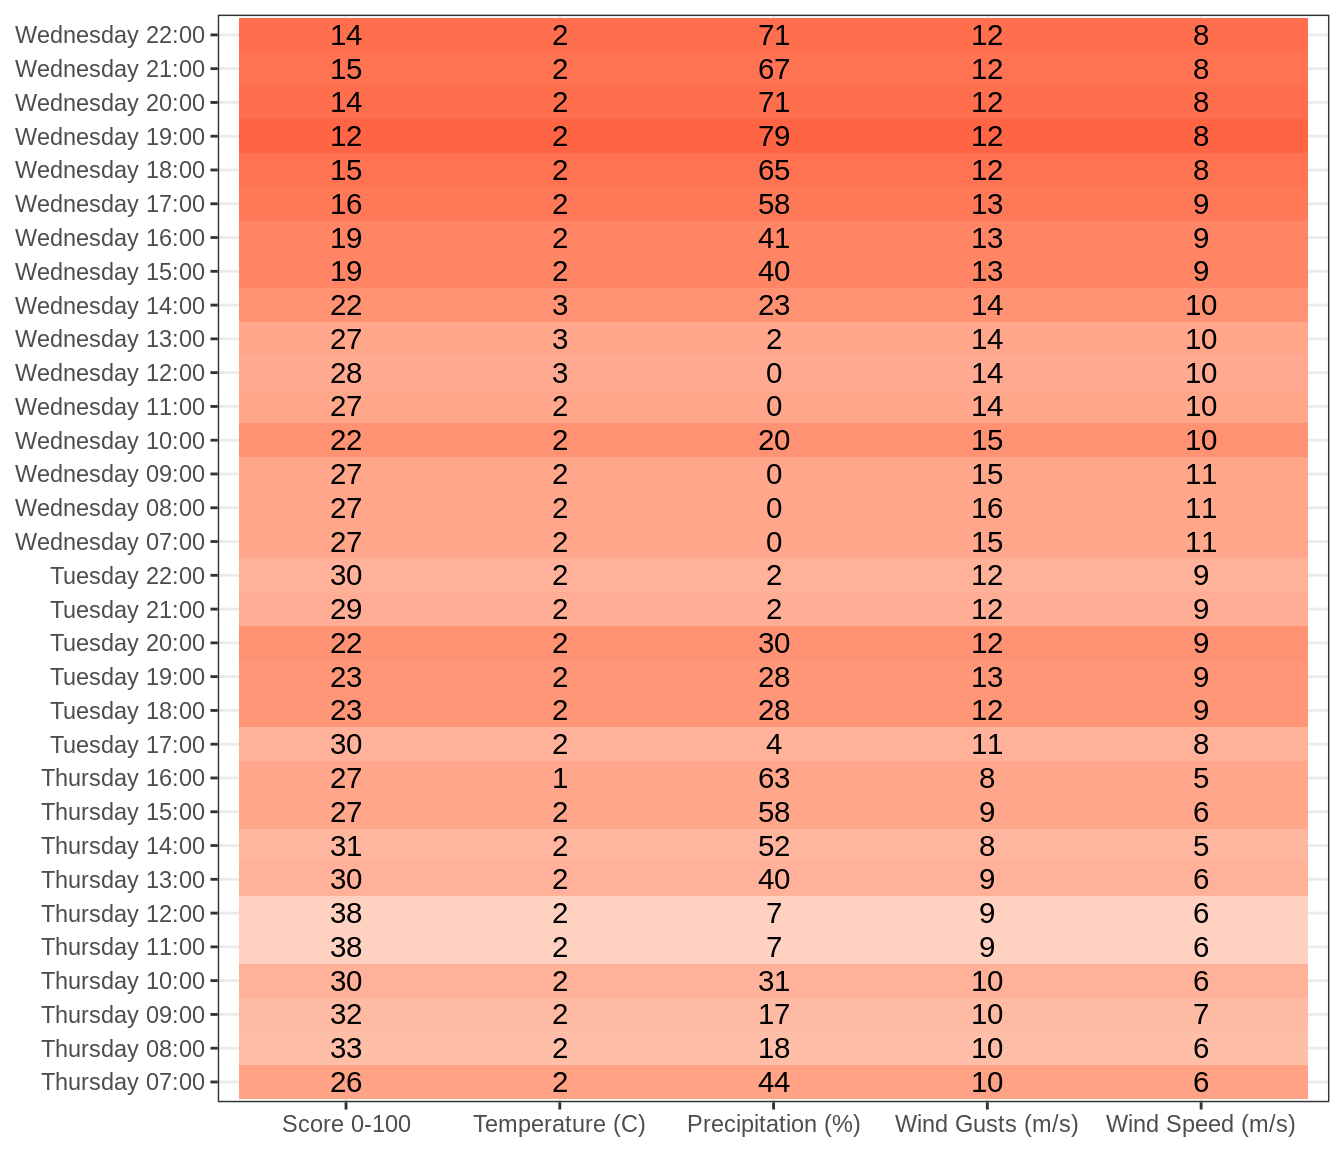 Wednesday 22:00 14 2 71 12 8
Wednesday 21:00 15 2 67 12 8
Wednesday 20:00 14 2 71 12 8
Wednesday 19:00 12 2 79 12 8
Wednesday 18:00 15 2 65 12 8
Wednesday 17:00 16 2 58 13 9
Wednesday 16:00 19 2 41 13 9
Wednesday 15:00 19 2 40 13 9
Wednesday 14:00 22 3 23 14 10
Wednesday 13:00 27 3 2 14 10
Wednesday 12:00 28 3 0 14 10
Wednesday 11:00 27 2 0 14 10
Wednesday 10:00 22 2 20 15 10
Wednesday 09:00 27 2 0 15 11
Wednesday 08:00 27 2 0 16 11
Wednesday 07:00 27 2 0 15 11
Tuesday 22:00 30 2 2 12 9
Tuesday 21:00 29 2 2 12 9
Tuesday 20:00 22 2 30 12 9
Tuesday 19:00 23 2 28 13 9
Tuesday 18:00 23 2 28 12 9
Tuesday 17:00 30 2 4 11 8
Thursday 16:00 27 1 63 8 5
Thursday 15:00 27 2 58 9 6
Thursday 14:00 31 2 52 8 5
Thursday 13:00 30 2 40 9 6
Thursday 12:00 38 2 7 9 6
Thursday 11:00 38 2 7 9 6
Thursday 10:00 30 2 31 10 6
Thursday 09:00 32 2 17 10 7
Thursday 08:00 33 2 18 10 6
Thursday 07:00 26 2 44 10 6
Score 0-100 Temperature (C) Precipitation (%) Wind Gusts (m/s) Wind Speed (m/s)